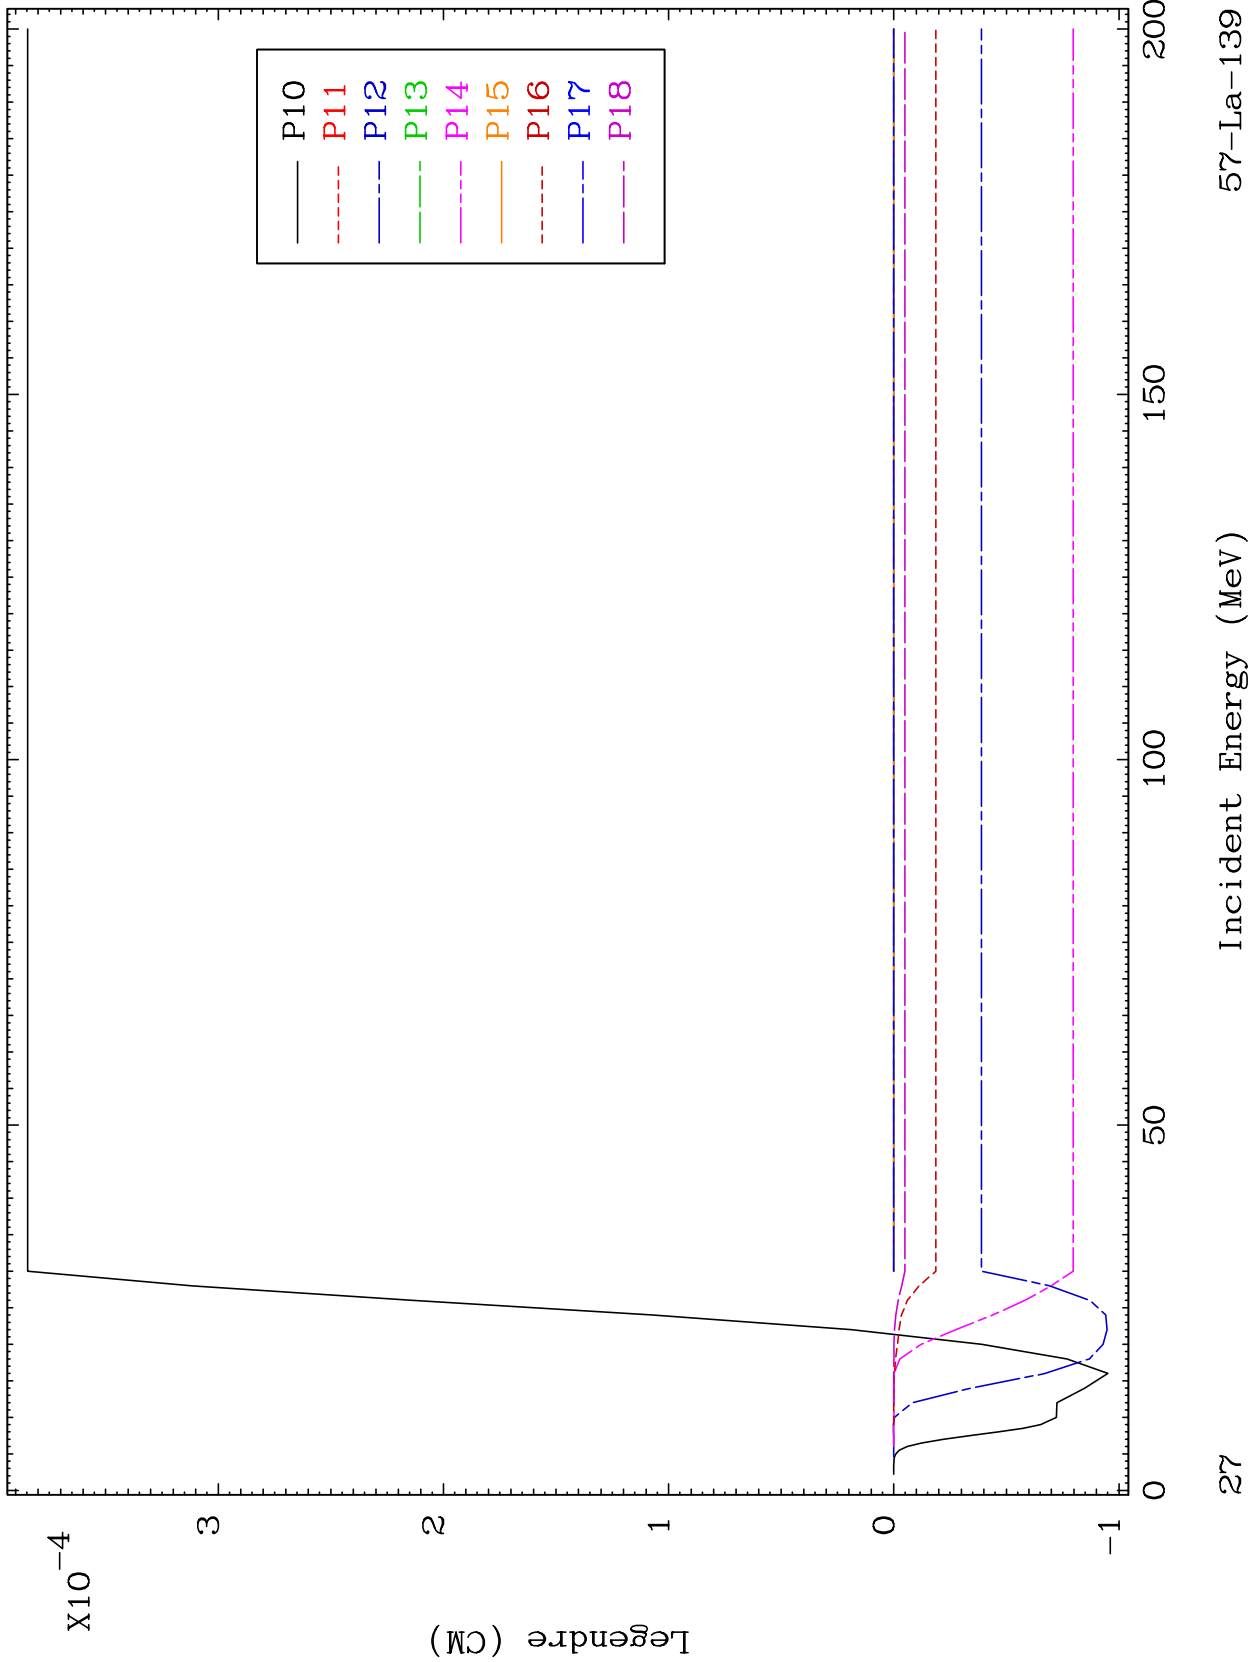 X10-4
Legendre (CM)
3
2
1
0
-1
P10
P11
P12
P13
P14
P15
P16
P17
P18
0
50
100
150
200
Incident Energy (MeV)
27
57-La-139